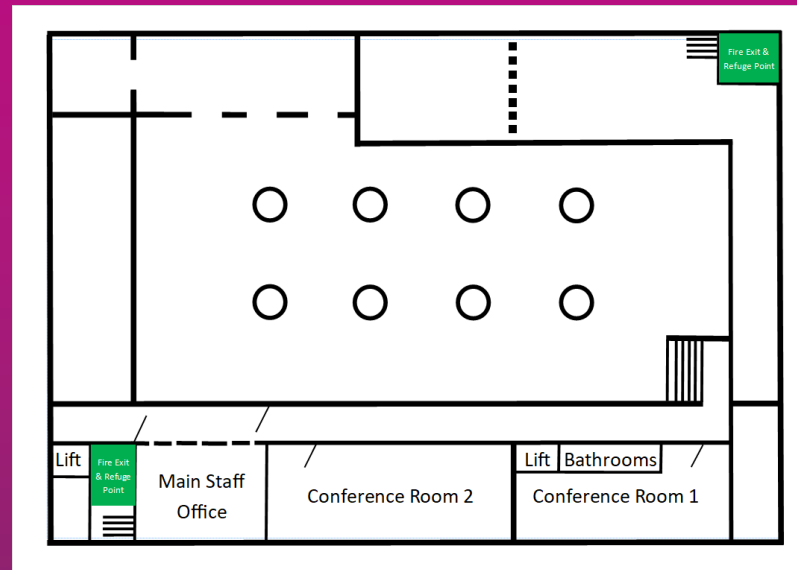 Fire Exit &
Refuge Point
Lift
Fire Exit
& Refuge
Point
Main Staff
Office
Conference Room 2
Lift
Bathrooms
Conference Room 1